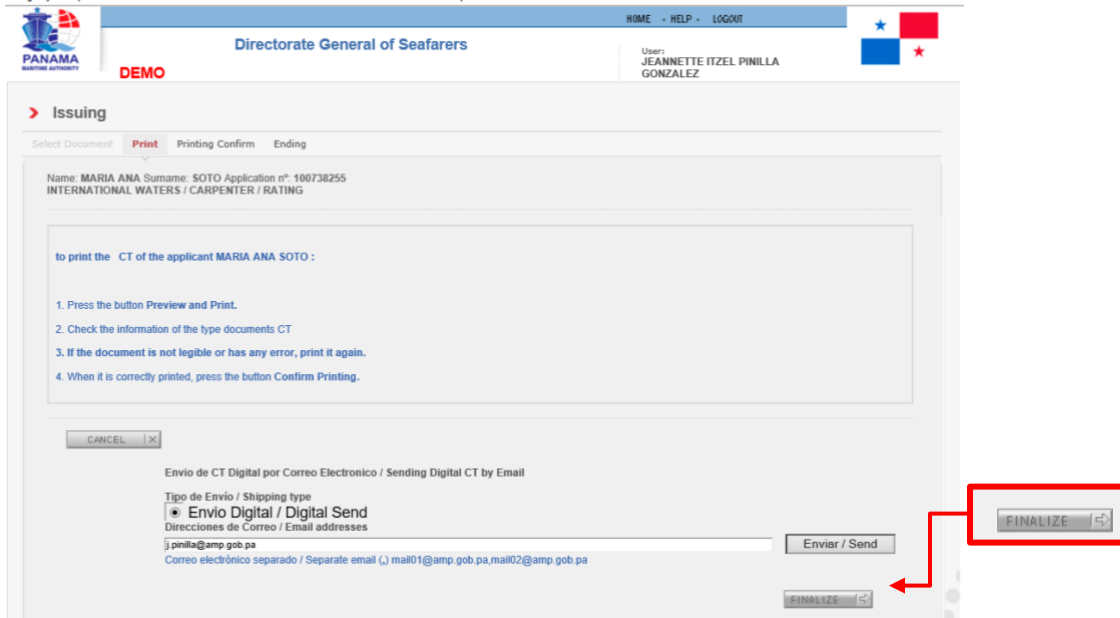 HOME - HELP - LOGOUT
PANAMA
MARITIME AUTHORITY
DEMO
Directorate General of Seafarers
User:
JEANNETTE ITZEL PINILLA
GONZALEZ
Issuing
Select Document Print Printing Confirm Ending
Name: MARIA ANA Surname: SOTO Application nº: 100738255
INTERNATIONAL WATERS / CARPENTER / RATING
to print the CT of the applicant MARIA ANA SOTO :
1. Press the button Preview and Print.
2. Check the information of the type documents CT
3. If the document is not legible or has any error, print it again.
4. When it is correctly printed, press the button Confirm Printing.
CANCEL
Envio de CT Digital por Correo Electronico / Sending Digital CT by Email
Tipo de Envío / Shipping type
Envio Digital / Digital Send
Direcciones de Correo / Email addresses
j.pinilla@amp.gob.pa
Enviar / Send
Correo electrónico separado / Separate email (,) mail01@amp.gob.pa,mail02@amp.gob.pa
FINALIZE
FINALIZE